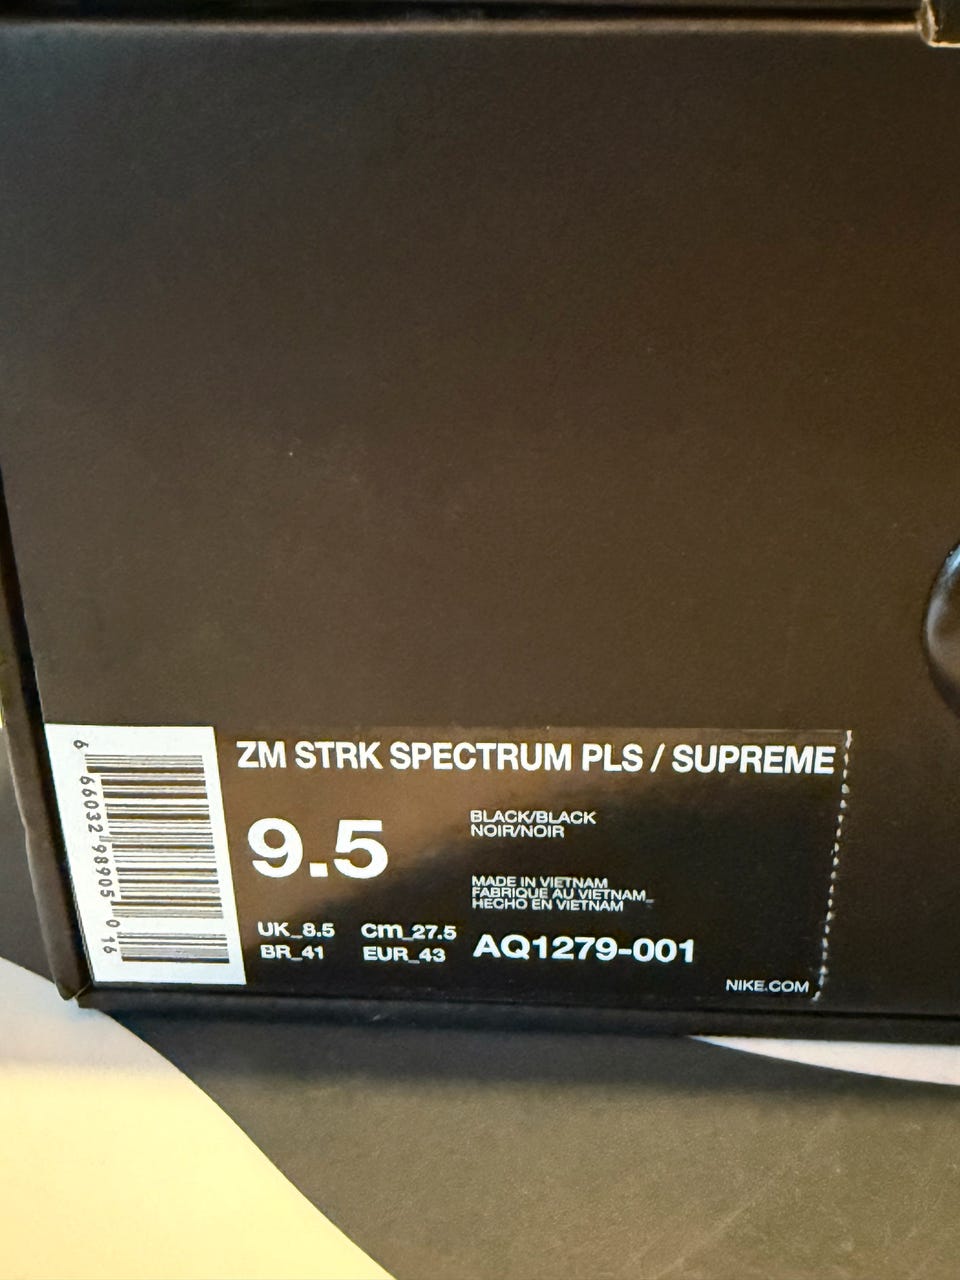 6 66032 98905 0 16
ZM STRK SPECTRUM PLS / SUPREME
9.5
BLACK/BLACK
NOIR/NOIR
MADE IN VIETNAM
FABRIQUE AU VIETNAM_
HECHO EN VIETNAM
UK_8.5 Cm_27.5
BR_41 EUR_43
AQ1279-001
NIKE.COM